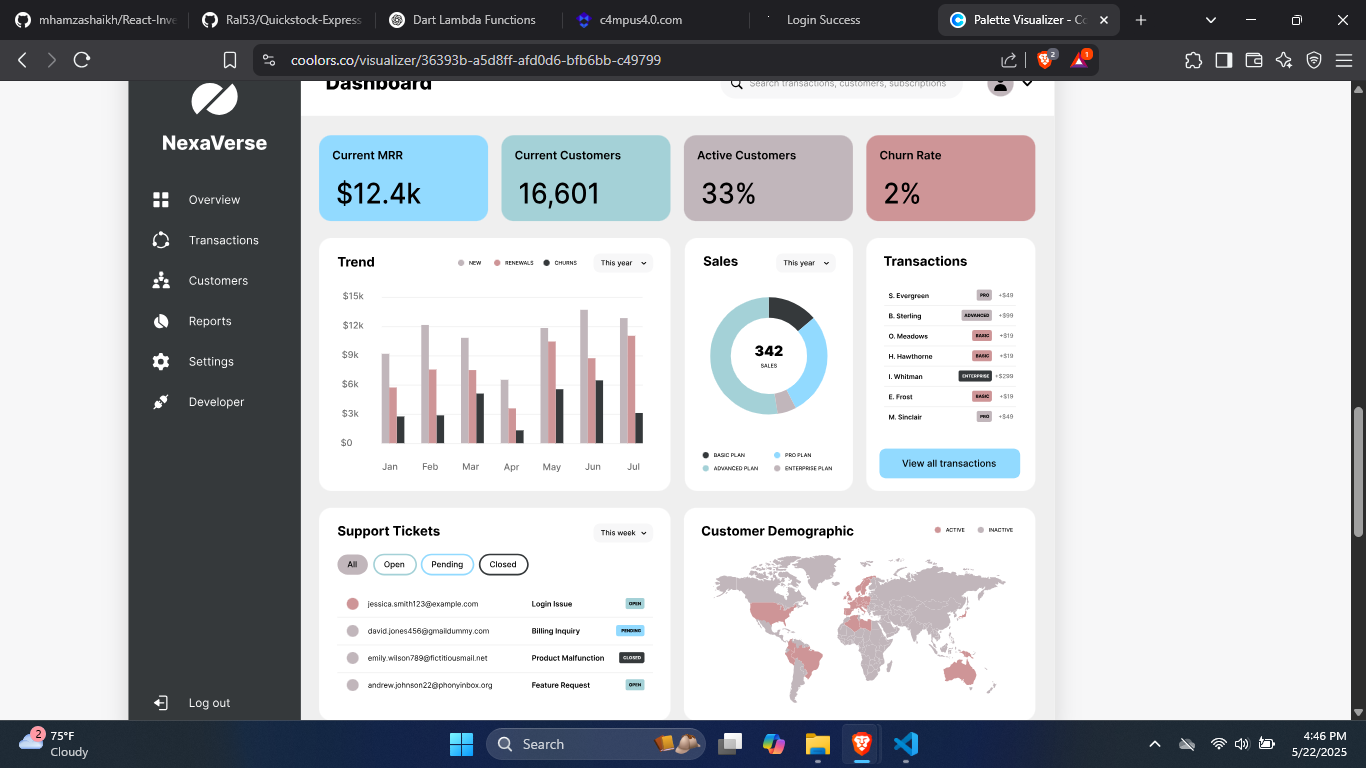 mhamzashaikh/React-Inve
Ral53/Quickstock-Express
Dart Lambda Functions
c4mpus4.0.com
Login Success
Palette Visualizer - Co
coolors.co/visualizer/36393b-a5d8ff-afd0d6-bfb6bb-c49799
2
1
Dashboard
Search transactions, customers, subscriptions
NexaVerse
Overview
Transactions
Customers
Reports
Settings
Developer
Log out
Current MRR
$12.4k
Current Customers
16,601
Active Customers
33%
Churn Rate
2%
Trend
NEW RENEWALS CHURNS
This year
$15k
$12k
$9k
$6k
$3k
$0
Jan Feb Mar Apr May Jun Jul
Sales
This year
342
SALES
BASIC PLAN PRO PLAN
ADVANCED PLAN ENTERPRISE PLAN
Transactions
S. Evergreen PRO +$49
B. Sterling ADVANCED +$99
O. Meadows BASIC +$19
H. Hawthorne BASIC +$19
I. Whitman ENTERPRISE +$299
E. Frost BASIC +$19
M. Sinclair PRO +$49
View all transactions
Support Tickets
This week
All Open Pending Closed
jessica.smith123@example.com Login Issue OPEN
david.jones456@gmaildummy.com Billing Inquiry PENDING
emily.wilson789@fictitiousmail.net Product Malfunction CLOSED
andrew.johnson22@phonyinbox.org Feature Request OPEN
Customer Demographic
ACTIVE INACTIVE
2
75°F
Cloudy
Search
4:46 PM
5/22/2025